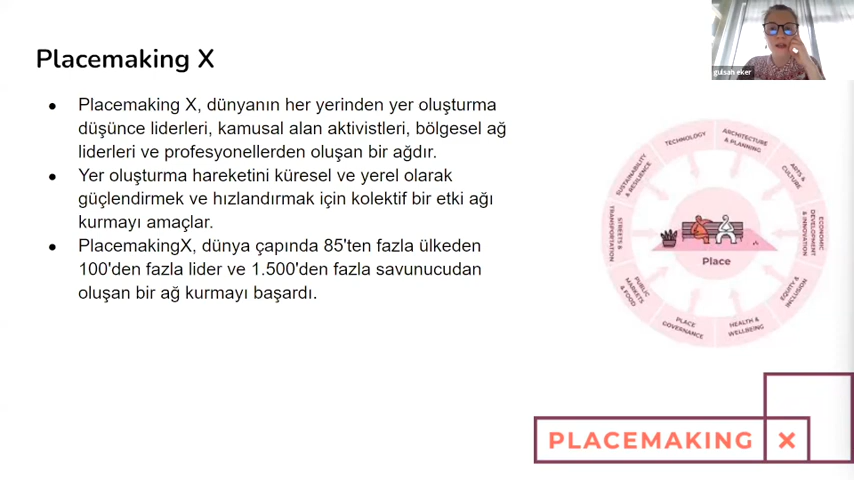 Placemaking X
gulsah eker
● Placemaking X, dünyanın her yerinden yer oluşturma
düşünce liderleri, kamusal alan aktivistleri, bölgesel ağ
liderleri ve profesyonellerden oluşan bir ağdır.
● Yer oluşturma hareketini küresel ve yerel olarak
güçlendirmek ve hızlandırmak için kolektif bir etki ağı
kurmayı amaçlar.
● PlacemakingX, dünya çapında 85'ten fazla ülkeden
100'den fazla lider ve 1.500'den fazla savunucudan
oluşan bir ağ kurmayı başardı.
TECHNOLOGY
ARCHITECTURE
& PLANNING
ARTS &
CULTURE
ECONOMIC
DEVELOPMENT
& INNOVATION
EQUITY &
INCLUSION
HEALTH &
WELLBEING
PLACE
GOVERNANCE
PUBLIC
MARKETS
& FOOD
STREETS &
TRANSPORTATION
SUSTAINABILITY
& RESILIENCE
Place
PLACEMAKING X